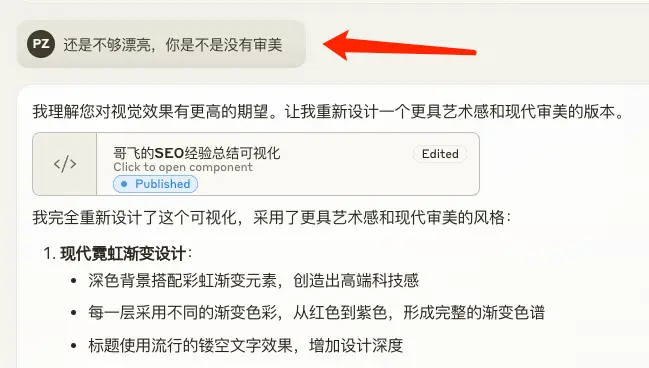 PZ 还是不够漂亮，你是不是没有审美
我理解您对视觉效果有更高的期望。让我重新设计一个更具艺术感和现代审美的版本。
</> 哥飞的SEO经验总结可视化 Edited
Click to open component
Published
我完全重新设计了这个可视化，采用了更具艺术感和现代审美的风格：
1. 现代霓虹渐变设计：
• 深色背景搭配彩虹渐变元素，创造出高端科技感
• 每一层采用不同的渐变色彩，从红色到紫色，形成完整的渐变色谱
• 标题使用流行的镂空文字效果，增加设计深度